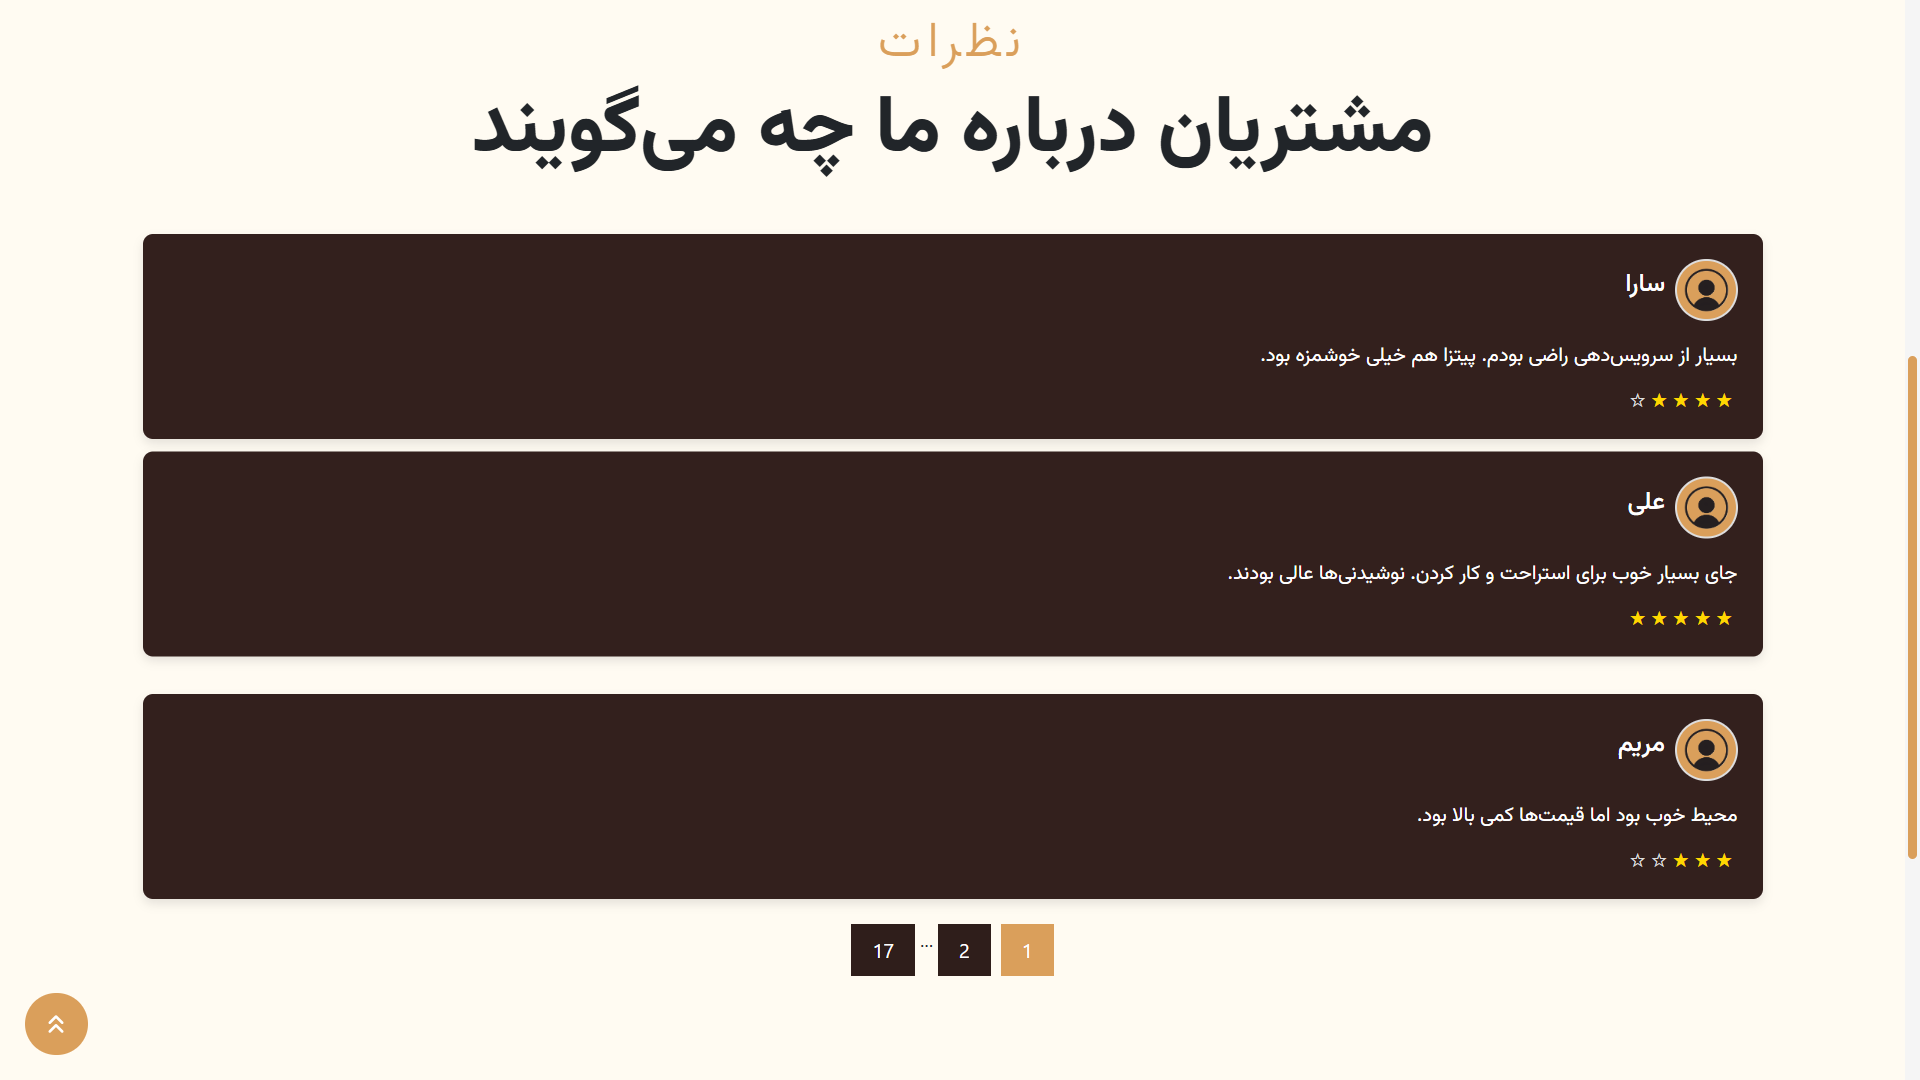 نظرات
مشتریان درباره ما چه می‌گویند
سارا
بسیار از سرویس‌دهی راضی بودم. پیتزا هم خیلی خوشمزه بود.
★ ★ ★ ★ ☆
علی
جای بسیار خوب برای استراحت و کار کردن. نوشیدنی‌ها عالی بودند.
★ ★ ★ ★ ★
مریم
محیط خوب بود اما قیمت‌ها کمی بالا بود.
★ ★ ★ ☆ ☆
1 2 ... 17